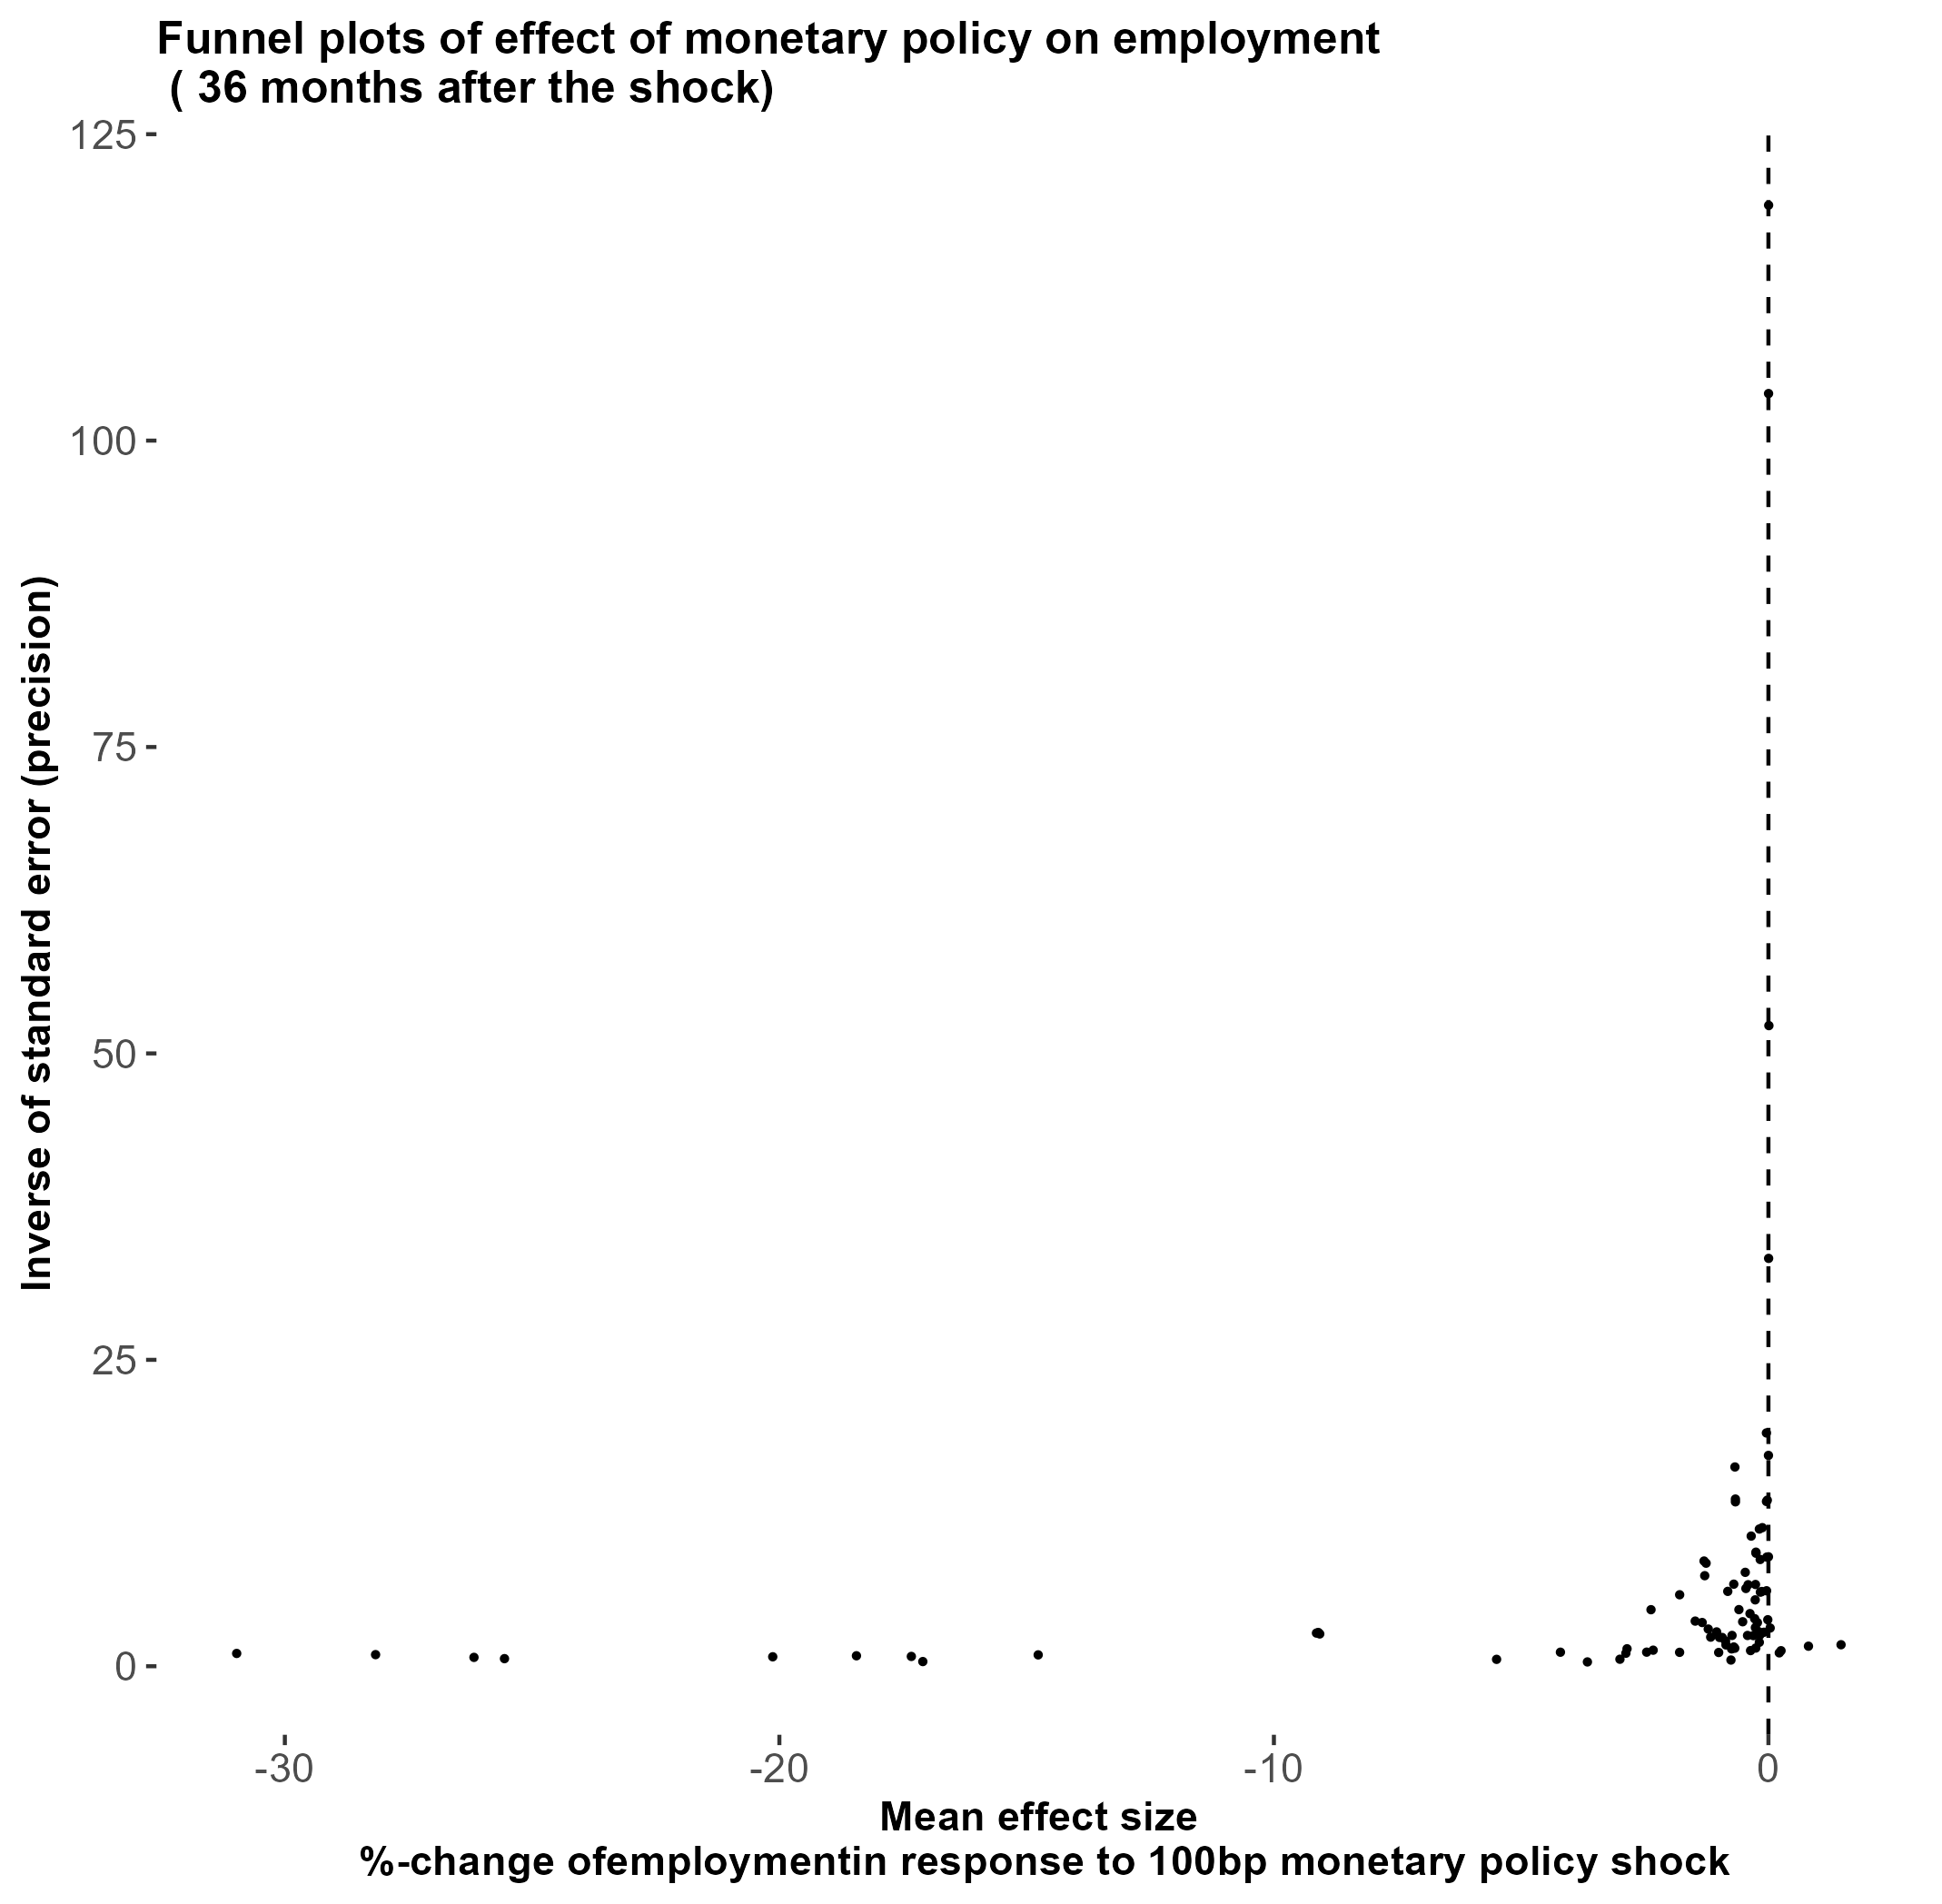 Funnel plots of effect of monetary policy on employment
( 36 months after the shock)
125
100
75
50
25
0
Inverse of standard error (precision)
-30
-20
-10
0
Mean effect size
%-change ofemploymentin response to 100bp monetary policy shock